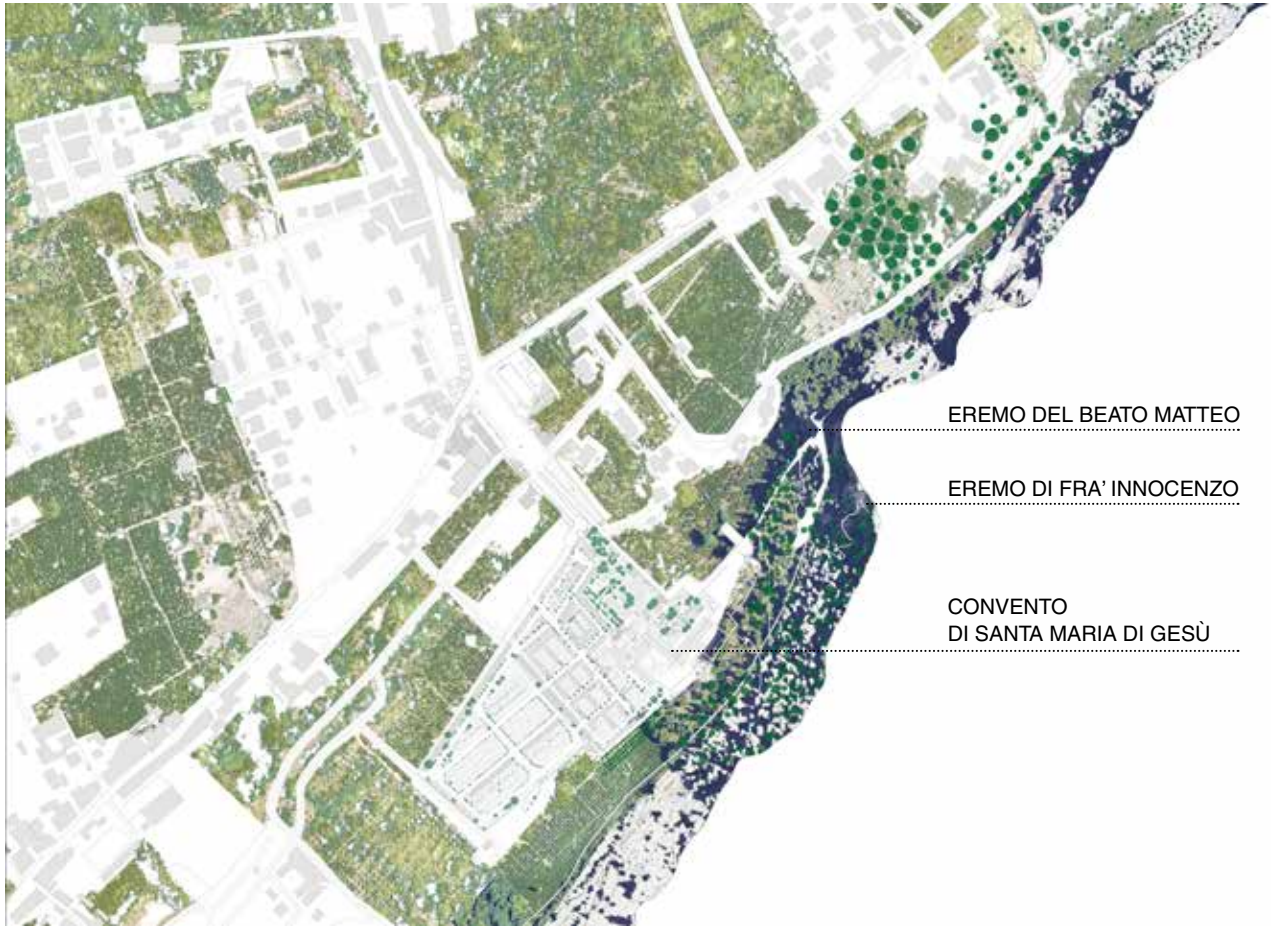 EREMO DEL BEATO MATTEO
EREMO DI FRA’ INNOCENZO
CONVENTO
DI SANTA MARIA DI GESÙ